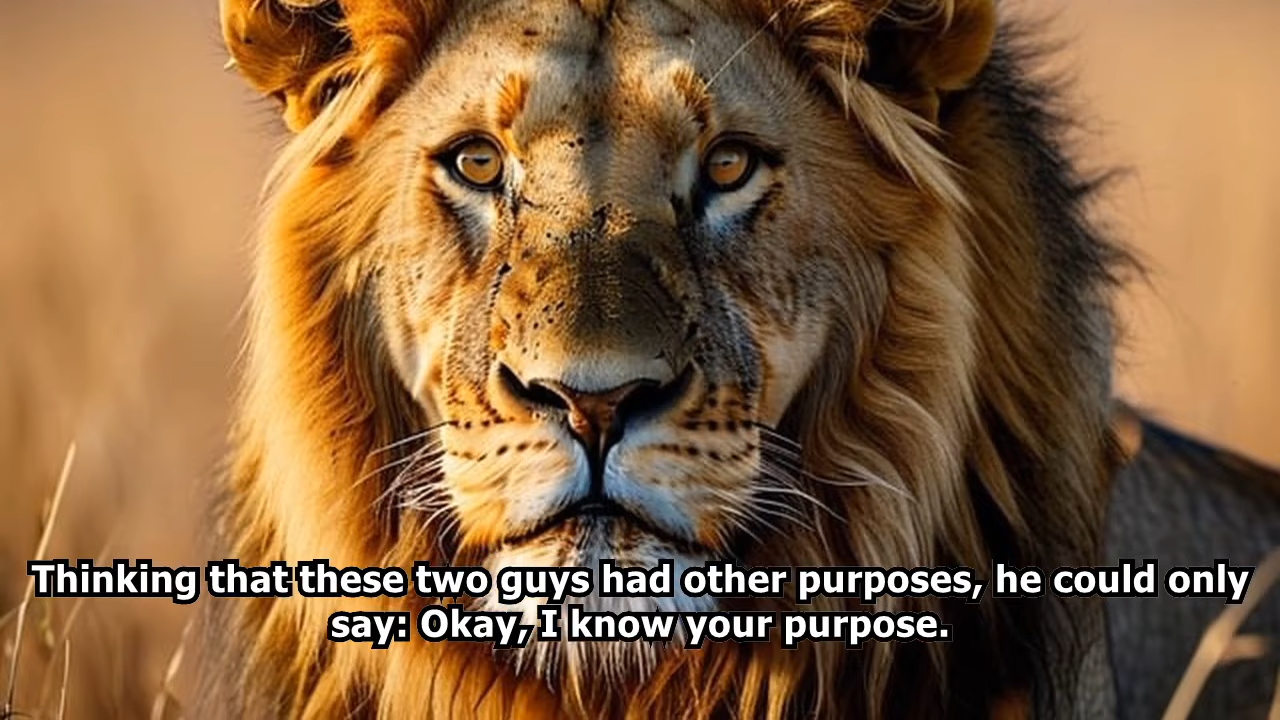 Thinking that these two guys had other purposes, he could only
say: Okay, I know your purpose.